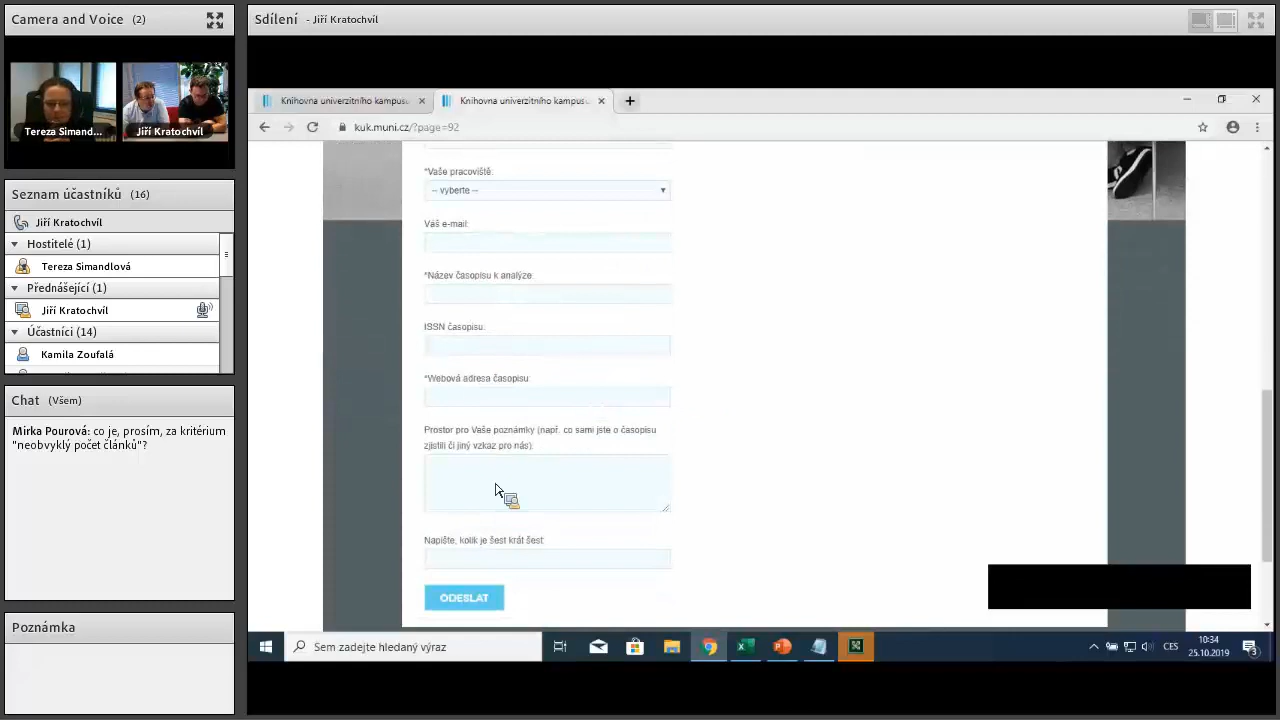 Camera and Voice (2)
Tereza Simand...
Jiří Kratochvíl
Seznam účastníků (16)
Jiří Kratochvíl
Hostitelé (1)
Tereza Simandlová
Přednášející (1)
Jiří Kratochvíl
Účastníci (14)
Kamila Zoufalá
Chat (Všem)
Mirka Pourová: co je, prosím, za kritérium
"neobvyklý počet článků"?
Poznámka
Sdílení - Jiří Kratochvíl
Knihovna univerzitního kampusu
Knihovna univerzitního kampusu
kuk.muni.cz/?page=92
*Vaše pracoviště:
-- vyberte --
Váš e-mail:
*Název časopisu k analýze:
ISSN časopisu:
*Webová adresa časopisu:
Prostor pro Vaše poznámky (např. co sami jste o časopisu
zjistili či jiný vzkaz pro nás):
Napište, kolik je šest krát šest:
ODESLAT
Sem zadejte hledaný výraz
CES
10:34
25.10.2019
3